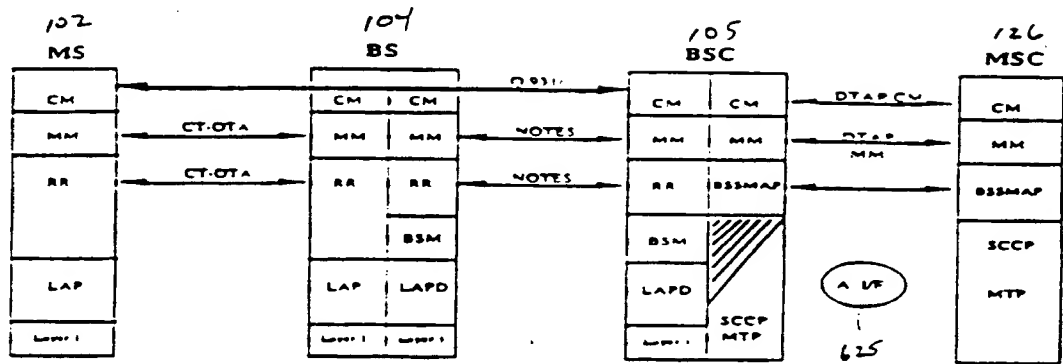 102 104 105 126
MS BS BSC MSC
CM CM CM CM CM DTAP CM CM
MM CT-OTA MM MM NOTES MM MM DTAP MM MM
RR CT-OTA RR RR NOTES RR BSSMAP BSSMAP
BSM BSM SCCP
LAP LAP LAPD LAPD A I/F MTP
SCCP
MTP
625